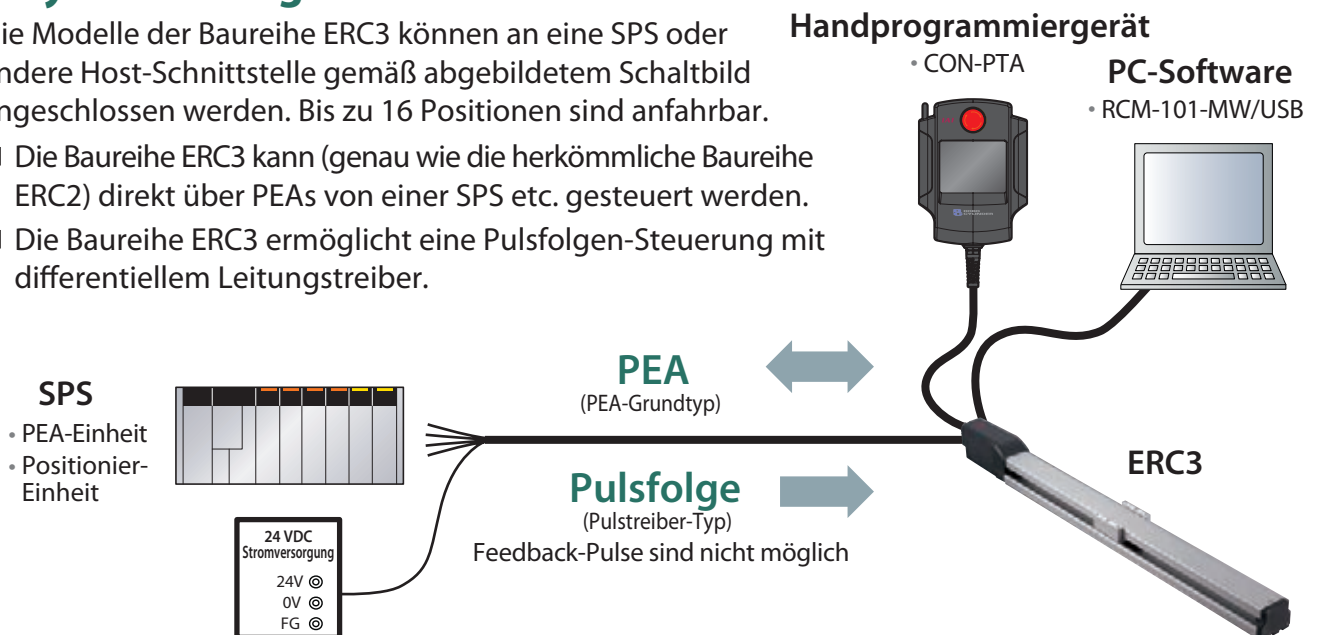 ie Modelle der Baureihe ERC3 können an eine SPS oder
ndere Host-Schnittstelle gemäß abgebildetem Schaltbild
ngeschlossen werden. Bis zu 16 Positionen sind anfahrbar.
Die Baureihe ERC3 kann (genau wie die herkömmliche Baureihe
ERC2) direkt über PEAs von einer SPS etc. gesteuert werden.
Die Baureihe ERC3 ermöglicht eine Pulsfolgen-Steuerung mit
differentiellem Leitungstreiber.
Handprogrammiergerät
• CON-PTA
PC-Software
• RCM-101-MW/USB
SPS
• PEA-Einheit
• Positionier-
Einheit
PEA
(PEA-Grundtyp)
Pulsfolge
(Pulstreiber-Typ)
Feedback-Pulse sind nicht möglich
ERC3
24 VDC
Stromversorgung
24V
0V
FG